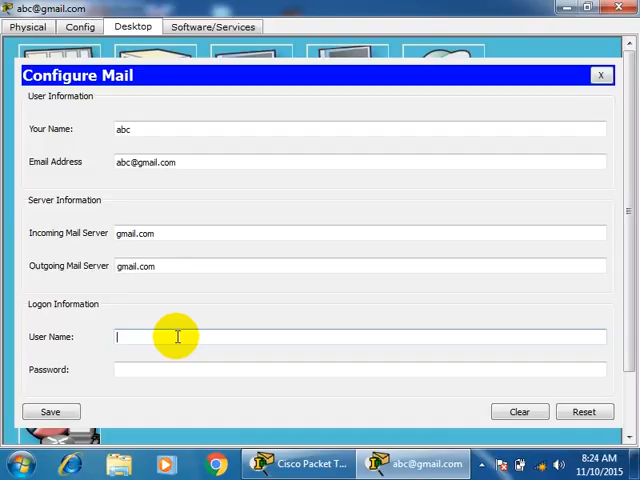 abc@gmail.com
Physical Config Desktop Software/Services
Configure Mail X
User Information
Your Name: abc
Email Address abc@gmail.com
Server Information
Incoming Mail Server gmail.com
Outgoing Mail Server gmail.com
Logon Information
User Name:
Password:
Save Clear Reset
Cisco Packet T... abc@gmail.com 8:24 AM
11/10/2015